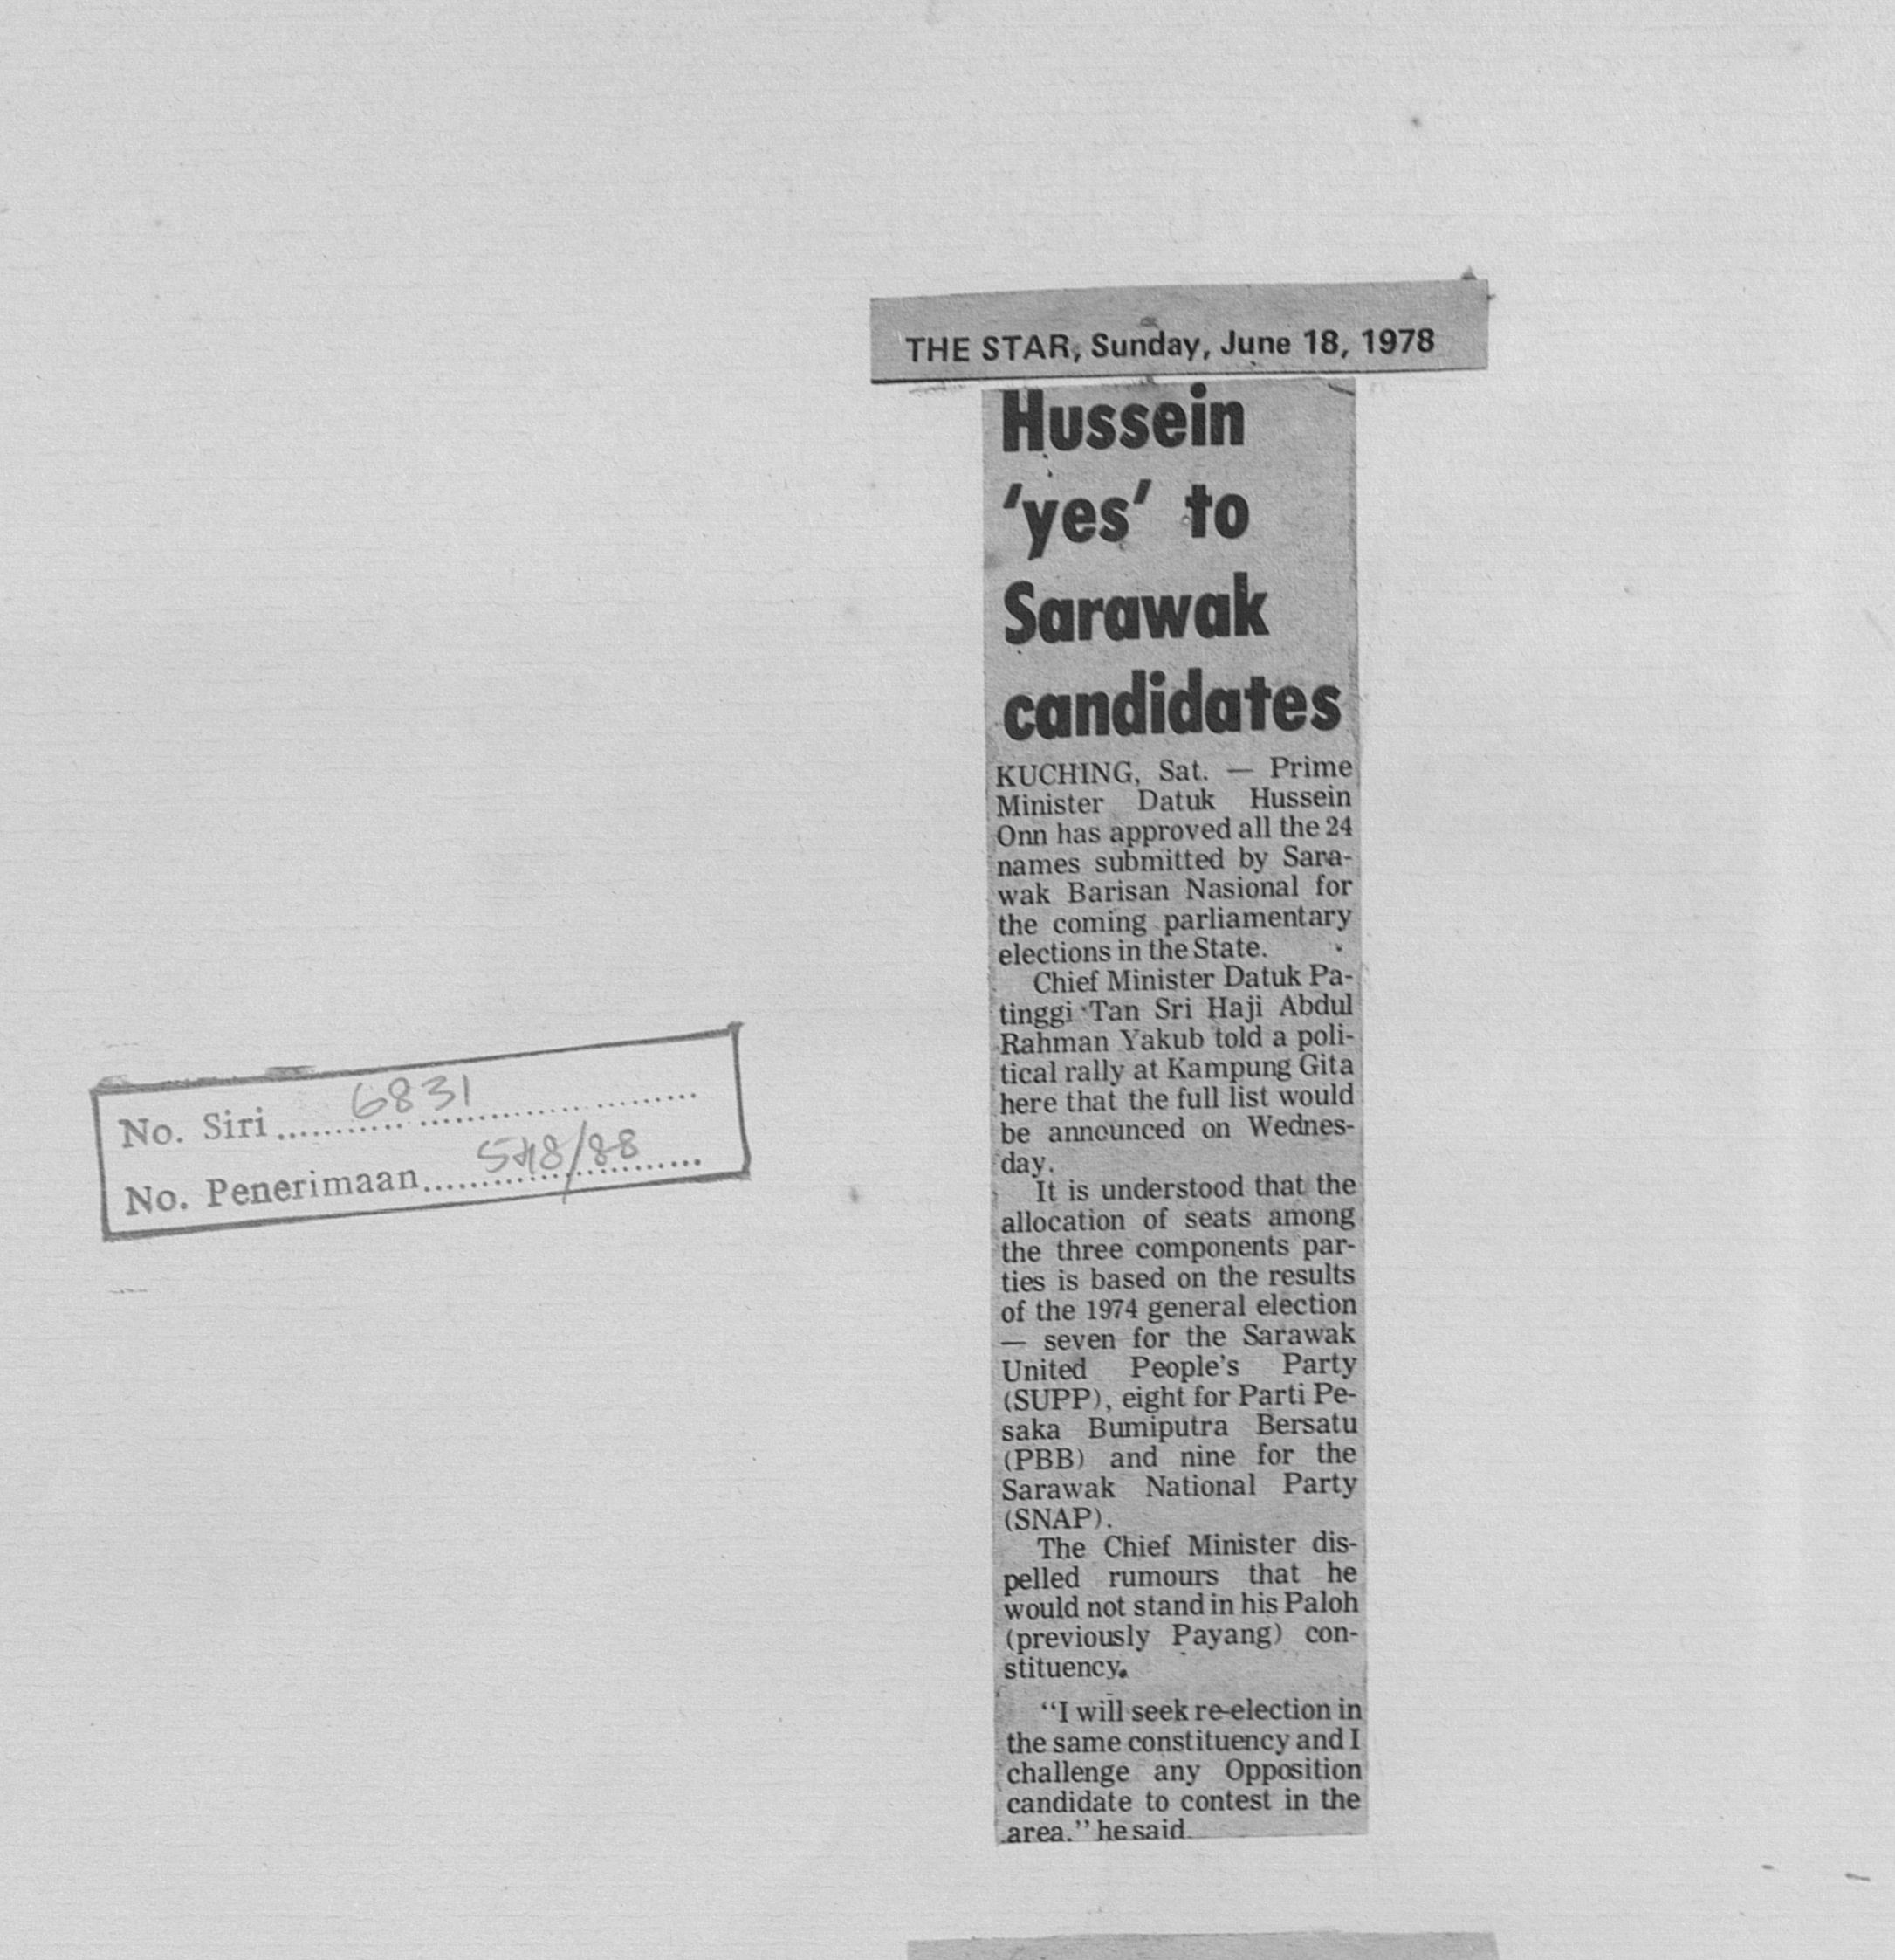 THE STAR, Sunday, June 18, 1978
Hussein
'yes' to
Sarawak
candidates
KUCHING, Sat. — Prime
Minister Datuk Hussein
Onn has approved all the 24
names submitted by Sara-
wak Barisan Nasional for
the coming parliamentary
elections in the State.
Chief Minister Datuk Pa-
tinggi Tan Sri Haji Abdul
Rahman Yakub told a poli-
tical rally at Kampung Gita
here that the full list would
be announced on Wednes-
day.
It is understood that the
allocation of seats among
the three components par-
ties is based on the results
of the 1974 general election
— seven for the Sarawak
United People's Party
(SUPP), eight for Parti Pe-
saka Bumiputra Bersatu
(PBB) and nine for the
Sarawak National Party
(SNAP).
The Chief Minister dis-
pelled rumours that he
would not stand in his Paloh
(previously Payang) con-
stituency.
"I will seek re-election in
the same constituency and I
challenge any Opposition
candidate to contest in the
area." he said.
No. Siri 6831
No. Penerimaan